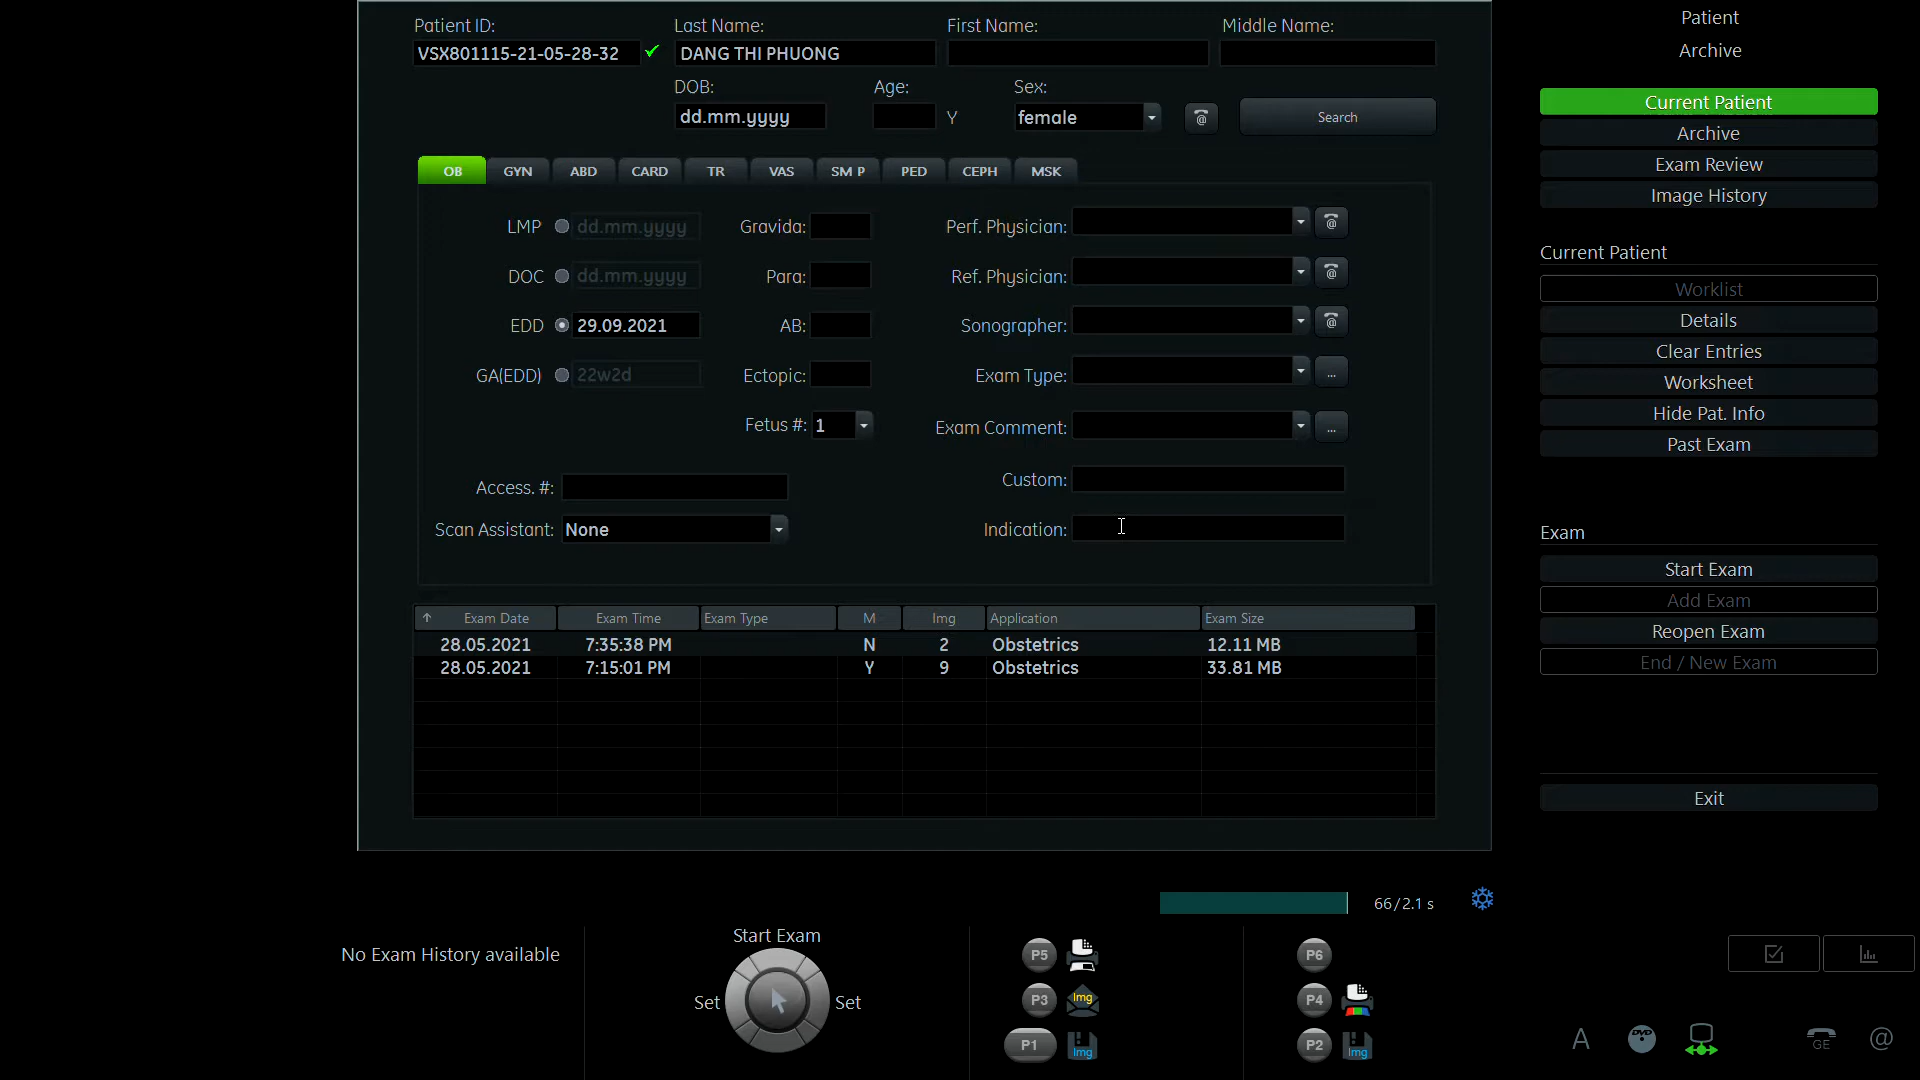 Patient ID: Last Name: First Name: Middle Name:
VSX801115-21-05-28-32 DANG THI PHUONG
DOB: Age: Sex:
dd.mm.yyyy Y female Search
OB GYN ABD CARD TR VAS SM P PED CEPH MSK
LMP dd.mm.yyyy Gravida: Perf. Physician:
DOC dd.mm.yyyy Para: Ref. Physician:
EDD 29.09.2021 AB: Sonographer:
GA(EDD) 22w2d Ectopic: Exam Type: ...
Fetus #: 1 Exam Comment: ...
Access. #: Custom:
Scan Assistant: None Indication:
Exam Date Exam Time Exam Type M Img Application Exam Size
28.05.2021 7:35:38 PM N 2 Obstetrics 12.11 MB
28.05.2021 7:15:01 PM Y 9 Obstetrics 33.81 MB
Patient
Archive
Current Patient
Archive
Exam Review
Image History
Current Patient
Worklist
Details
Clear Entries
Worksheet
Hide Pat. Info
Past Exam
Exam
Start Exam
Add Exam
Reopen Exam
End / New Exam
Exit
66/2.1 s
No Exam History available
Start Exam
Set Set
P5
P3 Img
P1 Img
P6
P4
P2 Img
A DVD GE @